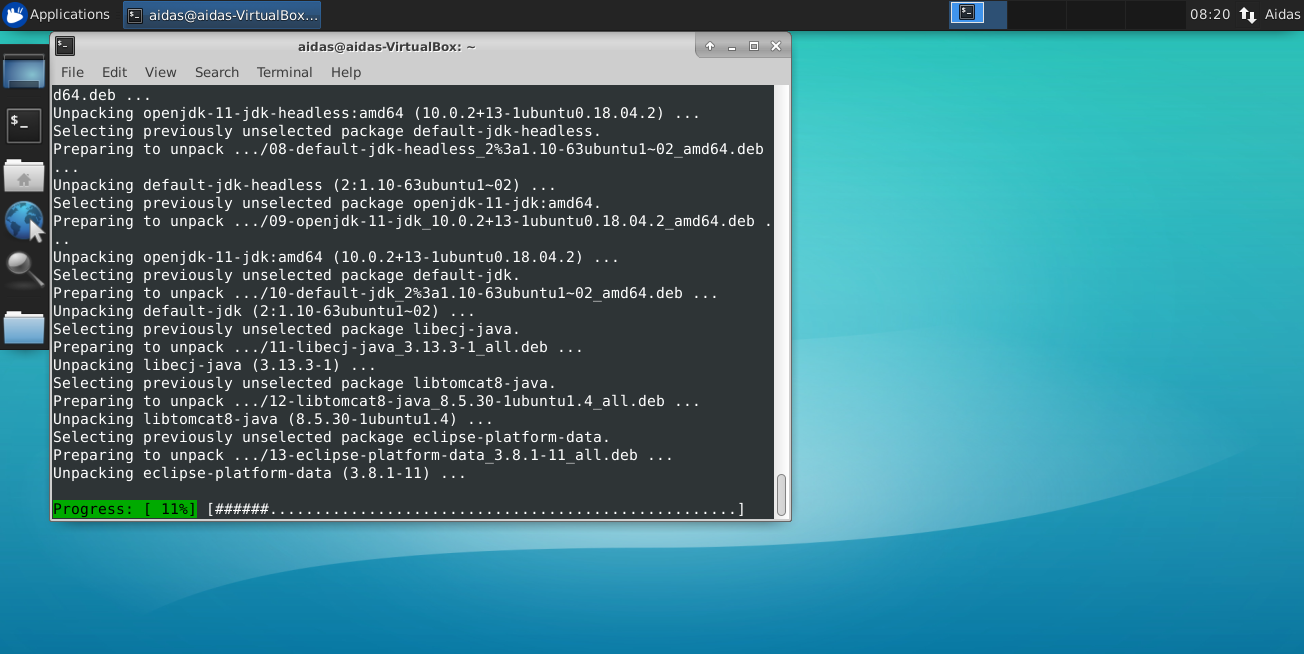 Applications
aidas@aidas-VirtualBox...
08:20
Aidas
aidas@aidas-VirtualBox: ~
File Edit View Search Terminal Help
d64.deb ...
Unpacking openjdk-11-jdk-headless:amd64 (10.0.2+13-1ubuntu0.18.04.2) ...
Selecting previously unselected package default-jdk-headless.
Preparing to unpack .../08-default-jdk-headless_2%3a1.10-63ubuntu1~02_amd64.deb
...
Unpacking default-jdk-headless (2:1.10-63ubuntu1~02) ...
Selecting previously unselected package openjdk-11-jdk:amd64.
Preparing to unpack .../09-openjdk-11-jdk_10.0.2+13-1ubuntu0.18.04.2_amd64.deb .
..
Unpacking openjdk-11-jdk:amd64 (10.0.2+13-1ubuntu0.18.04.2) ...
Selecting previously unselected package default-jdk.
Preparing to unpack .../10-default-jdk_2%3a1.10-63ubuntu1~02_amd64.deb ...
Unpacking default-jdk (2:1.10-63ubuntu1~02) ...
Selecting previously unselected package libecj-java.
Preparing to unpack .../11-libecj-java_3.13.3-1_all.deb ...
Unpacking libecj-java (3.13.3-1) ...
Selecting previously unselected package libtomcat8-java.
Preparing to unpack .../12-libtomcat8-java_8.5.30-1ubuntu1.4_all.deb ...
Unpacking libtomcat8-java (8.5.30-1ubuntu1.4) ...
Selecting previously unselected package eclipse-platform-data.
Preparing to unpack .../13-eclipse-platform-data_3.8.1-11_all.deb ...
Unpacking eclipse-platform-data (3.8.1-11) ...
Progress: [ 11%] [######....................................................]
$_